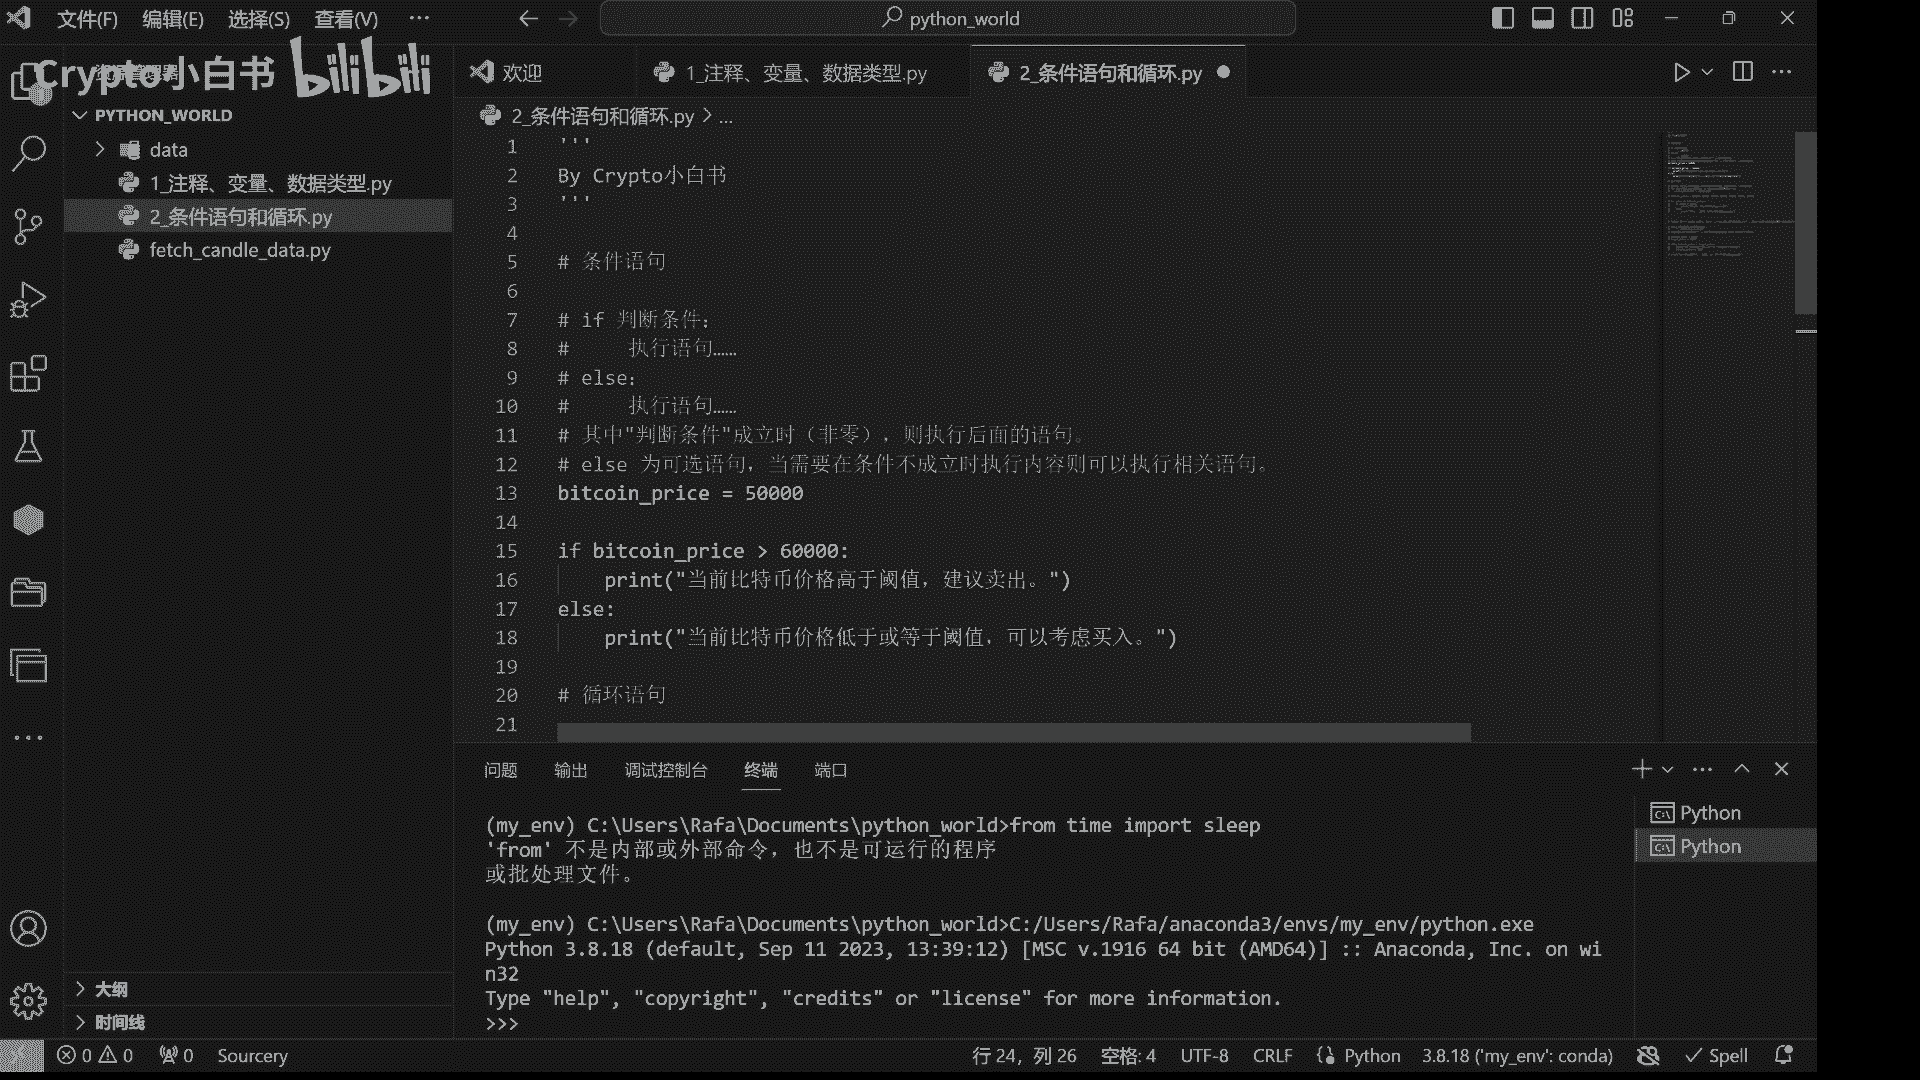 文件(F) 编辑(E) 选择(S) 查看(V) ... python_world
Crypto小白书 bilibili
欢迎 1_注释、变量、数据类型.py 2_条件语句和循环.py
PYTHON_WORLD
data
1_注释、变量、数据类型.py
2_条件语句和循环.py
fetch_candle_data.py
大纲
时间线
2_条件语句和循环.py > ...
1 '''
2 By Crypto小白书
3 '''
4
5 # 条件语句
6
7 # if 判断条件:
8 # 执行语句……
9 # else:
10 # 执行语句……
11 # 其中"判断条件"成立时（非零），则执行后面的语句。
12 # else 为可选语句，当需要在条件不成立时执行内容则可以执行相关语句。
13 bitcoin_price = 50000
14
15 if bitcoin_price > 60000:
16 print("当前比特币价格高于阈值，建议卖出。")
17 else:
18 print("当前比特币价格低于或等于阈值，可以考虑买入。")
19
20 # 循环语句
21
问题 输出 调试控制台 终端 端口
(my_env) C:\Users\Rafa\Documents\python_world>from time import sleep
'from' 不是内部或外部命令，也不是可运行的程序
或批处理文件。
(my_env) C:\Users\Rafa\Documents\python_world>C:/Users/Rafa/anaconda3/envs/my_env/python.exe
Python 3.8.18 (default, Sep 11 2023, 13:39:12) [MSC v.1916 64 bit (AMD64)] :: Anaconda, Inc. on wi
n32
Type "help", "copyright", "credits" or "license" for more information.
>>>
Python
Python
0 0 0 Sourcery 行 24，列 26 空格: 4 UTF-8 CRLF Python 3.8.18 ('my_env': conda) Spell